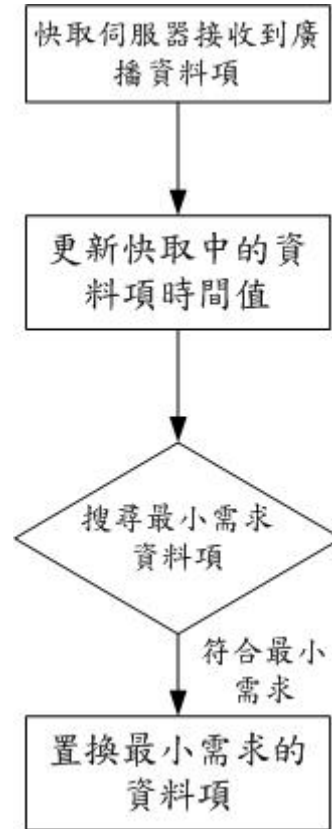 快取伺服器接收到廣
播資料項
更新快取中的資
料項時間值
搜尋最小需求
資料項
符合最小
需求
置換最小需求的
資料項